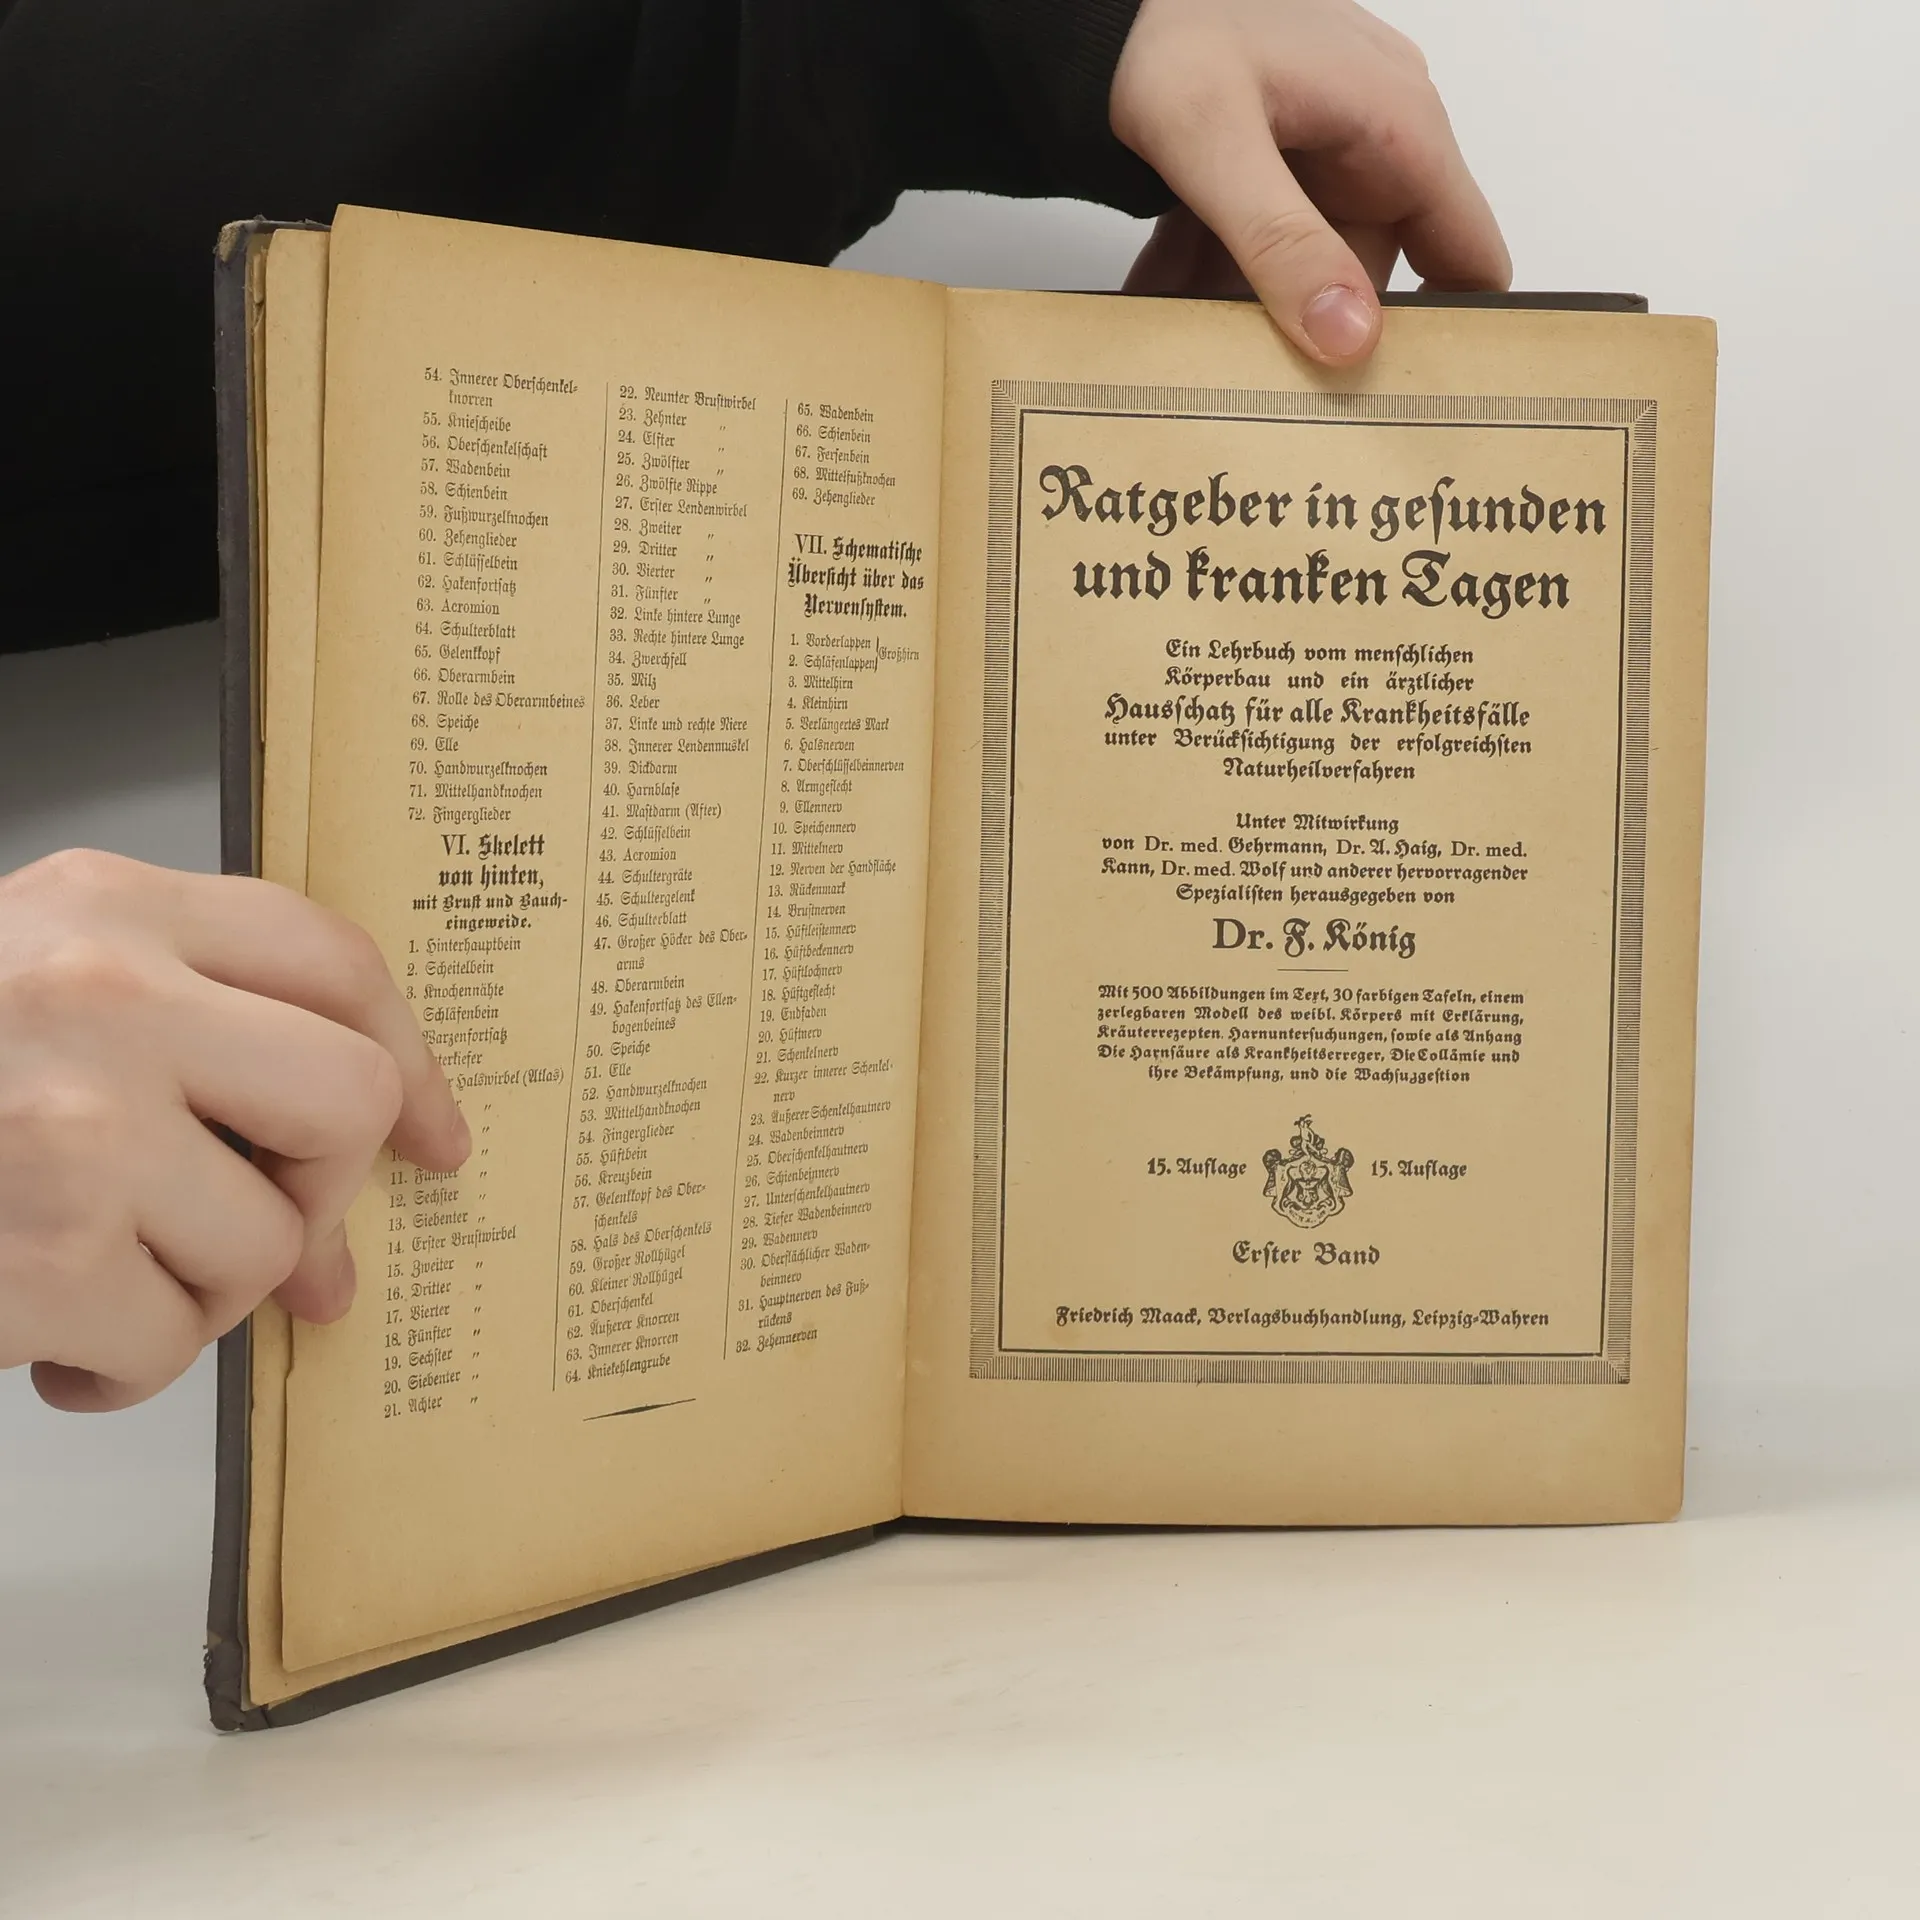 54. Innerer Oberschenkel-
knorren
55. Kniescheibe
56. Oberschenkelschaft
57. Wadenbein
58. Schienbein
59. Fußwurzelknochen
60. Zehenglieder
61. Schlüsselbein
62. Hakenfortsatz
63. Acromion
64. Schulterblatt
65. Gelenkkopf
66. Oberarmbein
67. Rolle des Oberarmbeines
68. Speiche
69. Elle
70. Handwurzelknochen
71. Mittelhandknochen
72. Fingerglieder
VI. Skelett
von hinten,
mit Brust und Bauch-
eingeweide.
1. Hinterhauptbein
2. Scheitelbein
3. Knochennähte
Schläfenbein
Warzenfortsatz
Halswirbel (Atlas)
„
„
„
11. Fünfter „
12. Sechster „
13. Siebenter „
14. Erster Brustwirbel
15. Zweiter „
16. Dritter „
17. Vierter „
18. Fünfter „
19. Sechster „
20. Siebenter „
21. Achter „
22. Neunter Brustwirbel
23. Zehnter „
24. Elfter „
25. Zwölfter „
26. Zwölfte Rippe
27. Erster Lendenwirbel
28. Zweiter „
29. Dritter „
30. Vierter „
31. Fünfter „
32. Linke hintere Lunge
33. Rechte hintere Lunge
34. Zwerchfell
35. Milz
36. Leber
37. Linke und rechte Niere
38. Innerer Lendenmuskel
39. Dickdarm
40. Harnblase
41. Mastdarm (After)
42. Schlüsselbein
43. Acromion
44. Schultergräte
45. Schultergelenk
46. Schulterblatt
47. Großer Höcker des Ober-
arms
48. Oberarmbein
49. Hakenfortsatz des Ellen-
bogenbeines
50. Speiche
51. Elle
52. Handwurzelknochen
53. Mittelhandknochen
54. Fingerglieder
55. Hüftbein
56. Kreuzbein
57. Gelenkkopf des Ober-
schenkels
58. Hals des Oberschenkels
59. Großer Rollhügel
60. Kleiner Rollhügel
61. Oberschenkel
62. Äußerer Knorren
63. Innerer Knorren
64. Kniekehlengrube
65. Wadenbein
66. Schienbein
67. Fersenbein
68. Mittelfußknochen
69. Zehenglieder
VII. Schematische
Übersicht über das
Nervensystem.
1. Vorderlappen
2. Schläfenlappen
Großhirn
3. Mittelhirn
4. Kleinhirn
5. Verlängertes Mark
6. Halsnerven
7. Oberschlüsselbeinnerven
8. Armgeflecht
9. Ellennerv
10. Speichennerv
11. Mittelnerv
12. Nerven der Handfläche
13. Rückenmark
14. Brustnerven
15. Hüftleistennerv
16. Hüftbeckennerv
17. Hüftlochnerv
18. Hüftgeflecht
19. Endfaden
20. Hüftnerv
21. Schenkelnerv
22. Kurzer innerer Schenkel-
nerv
23. Äußerer Schenkelhautnerv
24. Wadenbeinnerv
25. Oberschenkelhautnerv
26. Schienbeinnerv
27. Unterschenkelhautnerv
28. Tiefer Wadenbeinnerv
29. Wadennerv
30. Oberflächlicher Waden-
beinnerv
31. Hauptnerven des Fuß-
rückens
32. Zehennerven
Ratgeber in gesunden
und kranken Tagen
Ein Lehrbuch vom menschlichen
Körperbau und ein ärztlicher
Hausschatz für alle Krankheitsfälle
unter Berücksichtigung der erfolgreichsten
Naturheilverfahren
Unter Mitwirkung
von Dr. med. Gehrmann, Dr. A. Haig, Dr. med.
Kann, Dr. med. Wolf und anderer hervorragender
Spezialisten herausgegeben von
Dr. F. König
Mit 500 Abbildungen im Text, 30 farbigen Tafeln, einem
zerlegbaren Modell des weibl. Körpers mit Erklärung,
Kräuterrezepten. Harnuntersuchungen, sowie als Anhang
Die Harnsäure als Krankheitserreger, Die Collämie und
ihre Bekämpfung, und die Wachsuggestion
15. Auflage 15. Auflage
Erster Band
Friedrich Maack, Verlagsbuchhandlung, Leipzig-Wahren